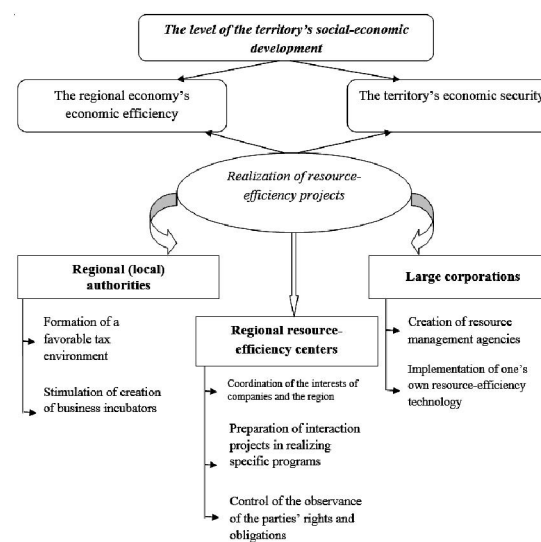 The level of the territory's social-economic
development
The regional economy's
economic efficiency
The territory's economic security
Realization of resource-
efficiency projects
Regional (local)
authorities
Formation of a
favorable tax
environment
Stimulation of creation
of business incubators
Regional resource-
efficiency centers
Coordination of the interests of
companies and the region
Preparation of interaction
projects in realizing
specific programs
Control of the observance
of the parties' rights and
obligations
Large corporations
Creation of resource
management agencies
Implementation of one's
own resource-efficiency
technology